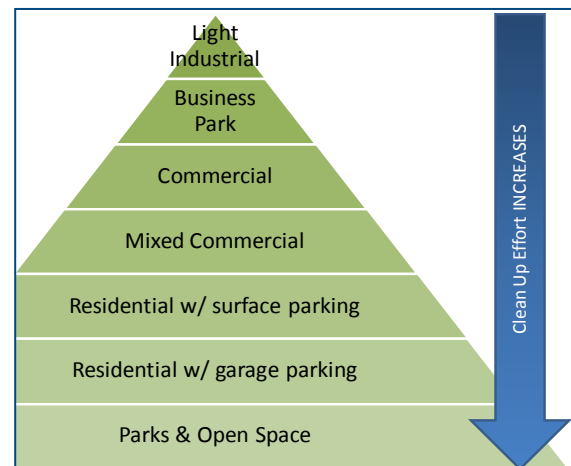 Light
Industrial
Business
Park
Commercial
Mixed Commercial
Residential w/ surface parking
Residential w/ garage parking
Parks & Open Space
Clean Up Effort INCREASES